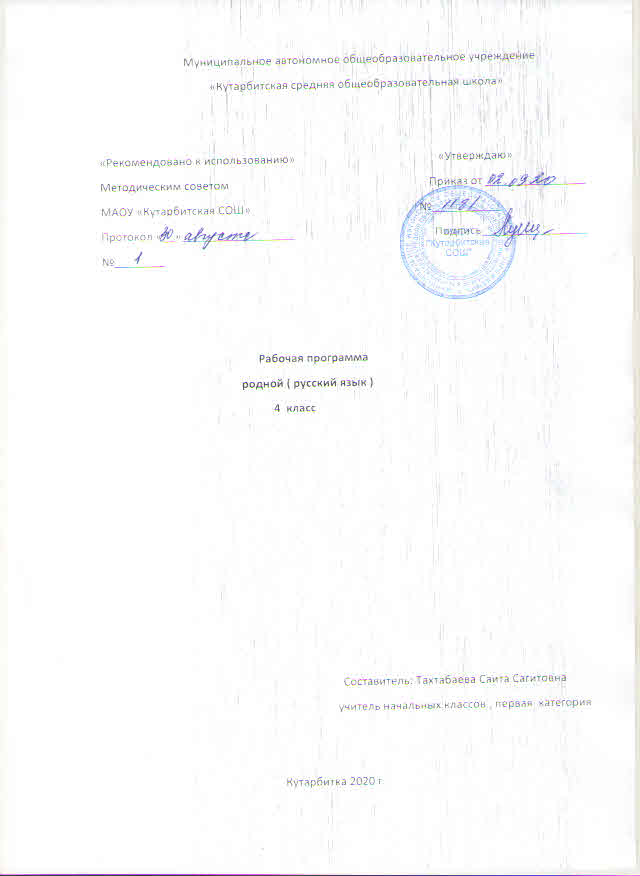 Муниципальное автономное общеобразовательное учреждение
«Кутарбитская средняя общеобразовательная школа»
«Рекомендовано к использованию»
Методическим советом
МАОУ «Кутарбитская СОШ»
Протокол «30» августа
№ 1
«Утверждаю»
Приказ от 02.09.20
№
Подпись
"Кутарбитская
СОШ"
Рабочая программа
родной ( русский язык )
4 класс
Составитель: Тахтабаева Саита Сагитовна
учитель начальных классов , первая категория
Кутарбитка 2020 г